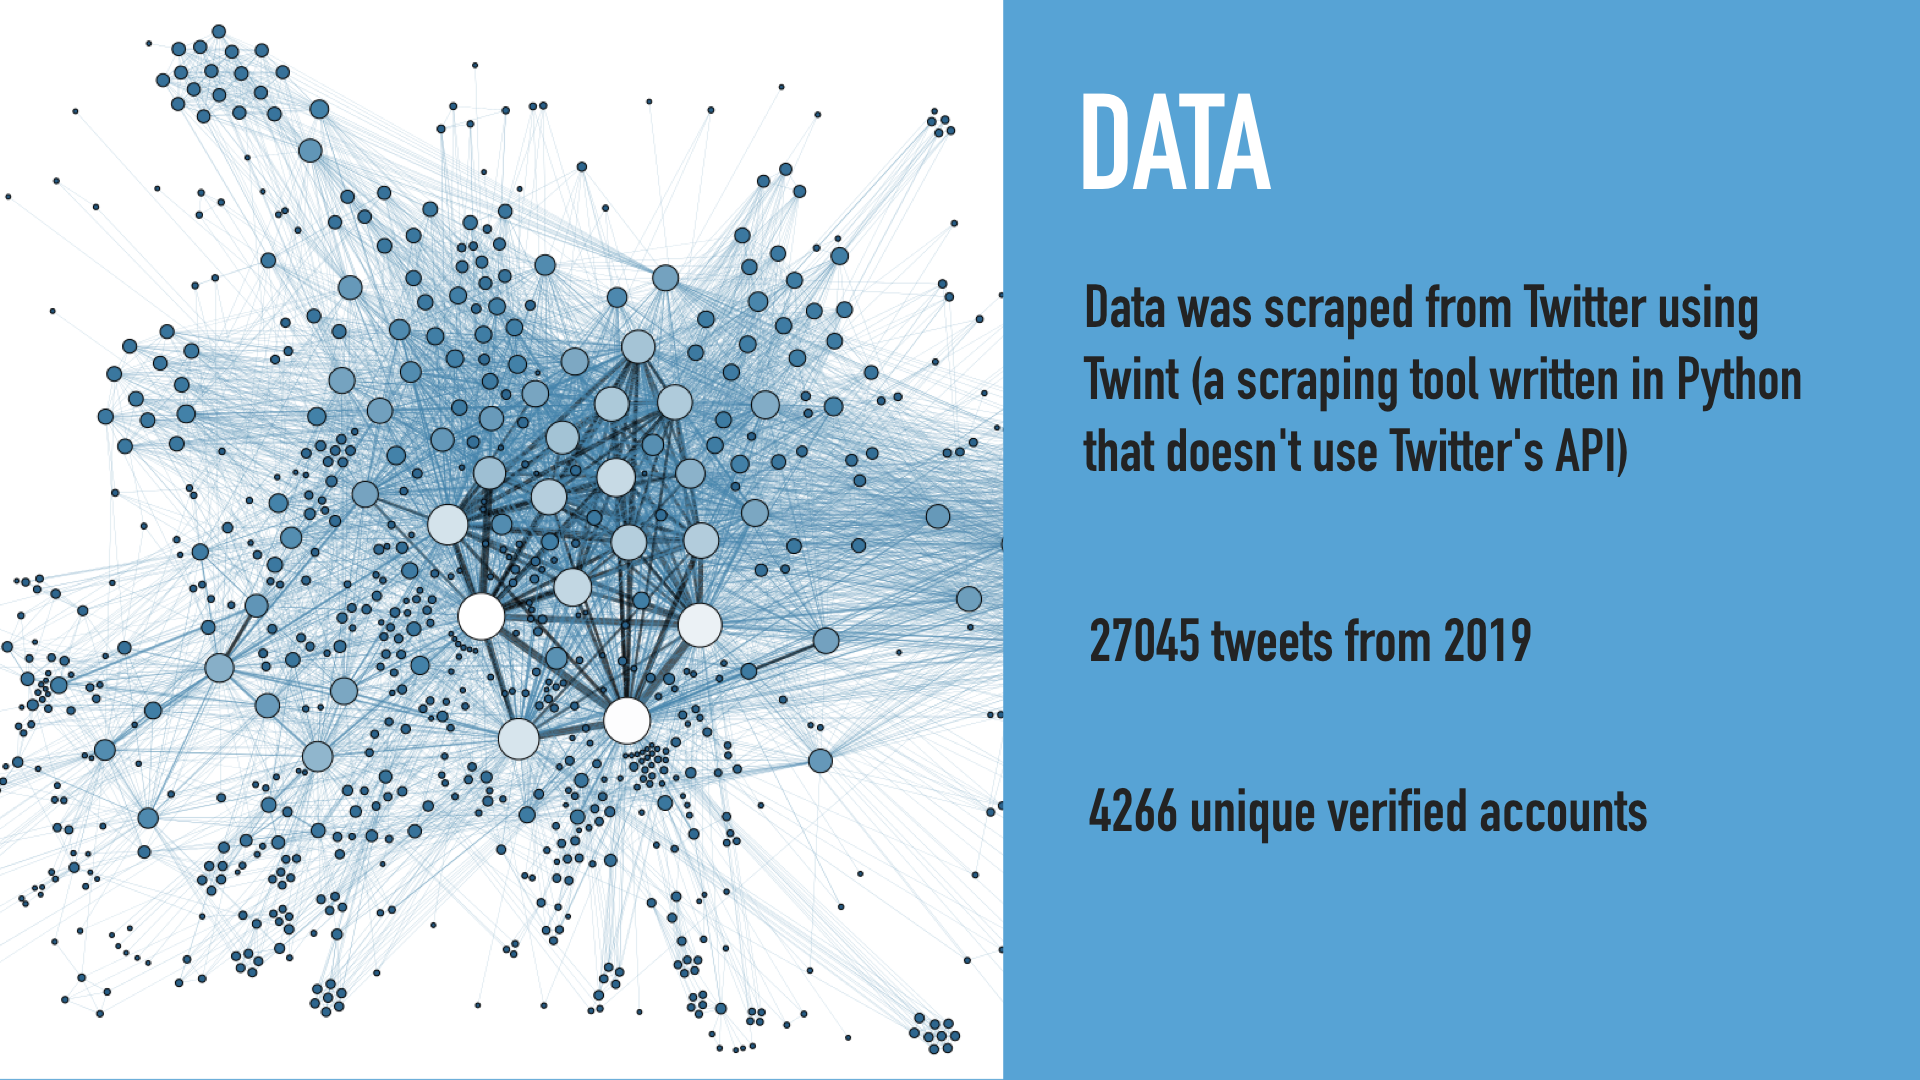 DATA
Data was scraped from Twitter using
Twint (a scraping tool written in Python
that doesn't use Twitter's API)
27045 tweets from 2019
4266 unique verified accounts